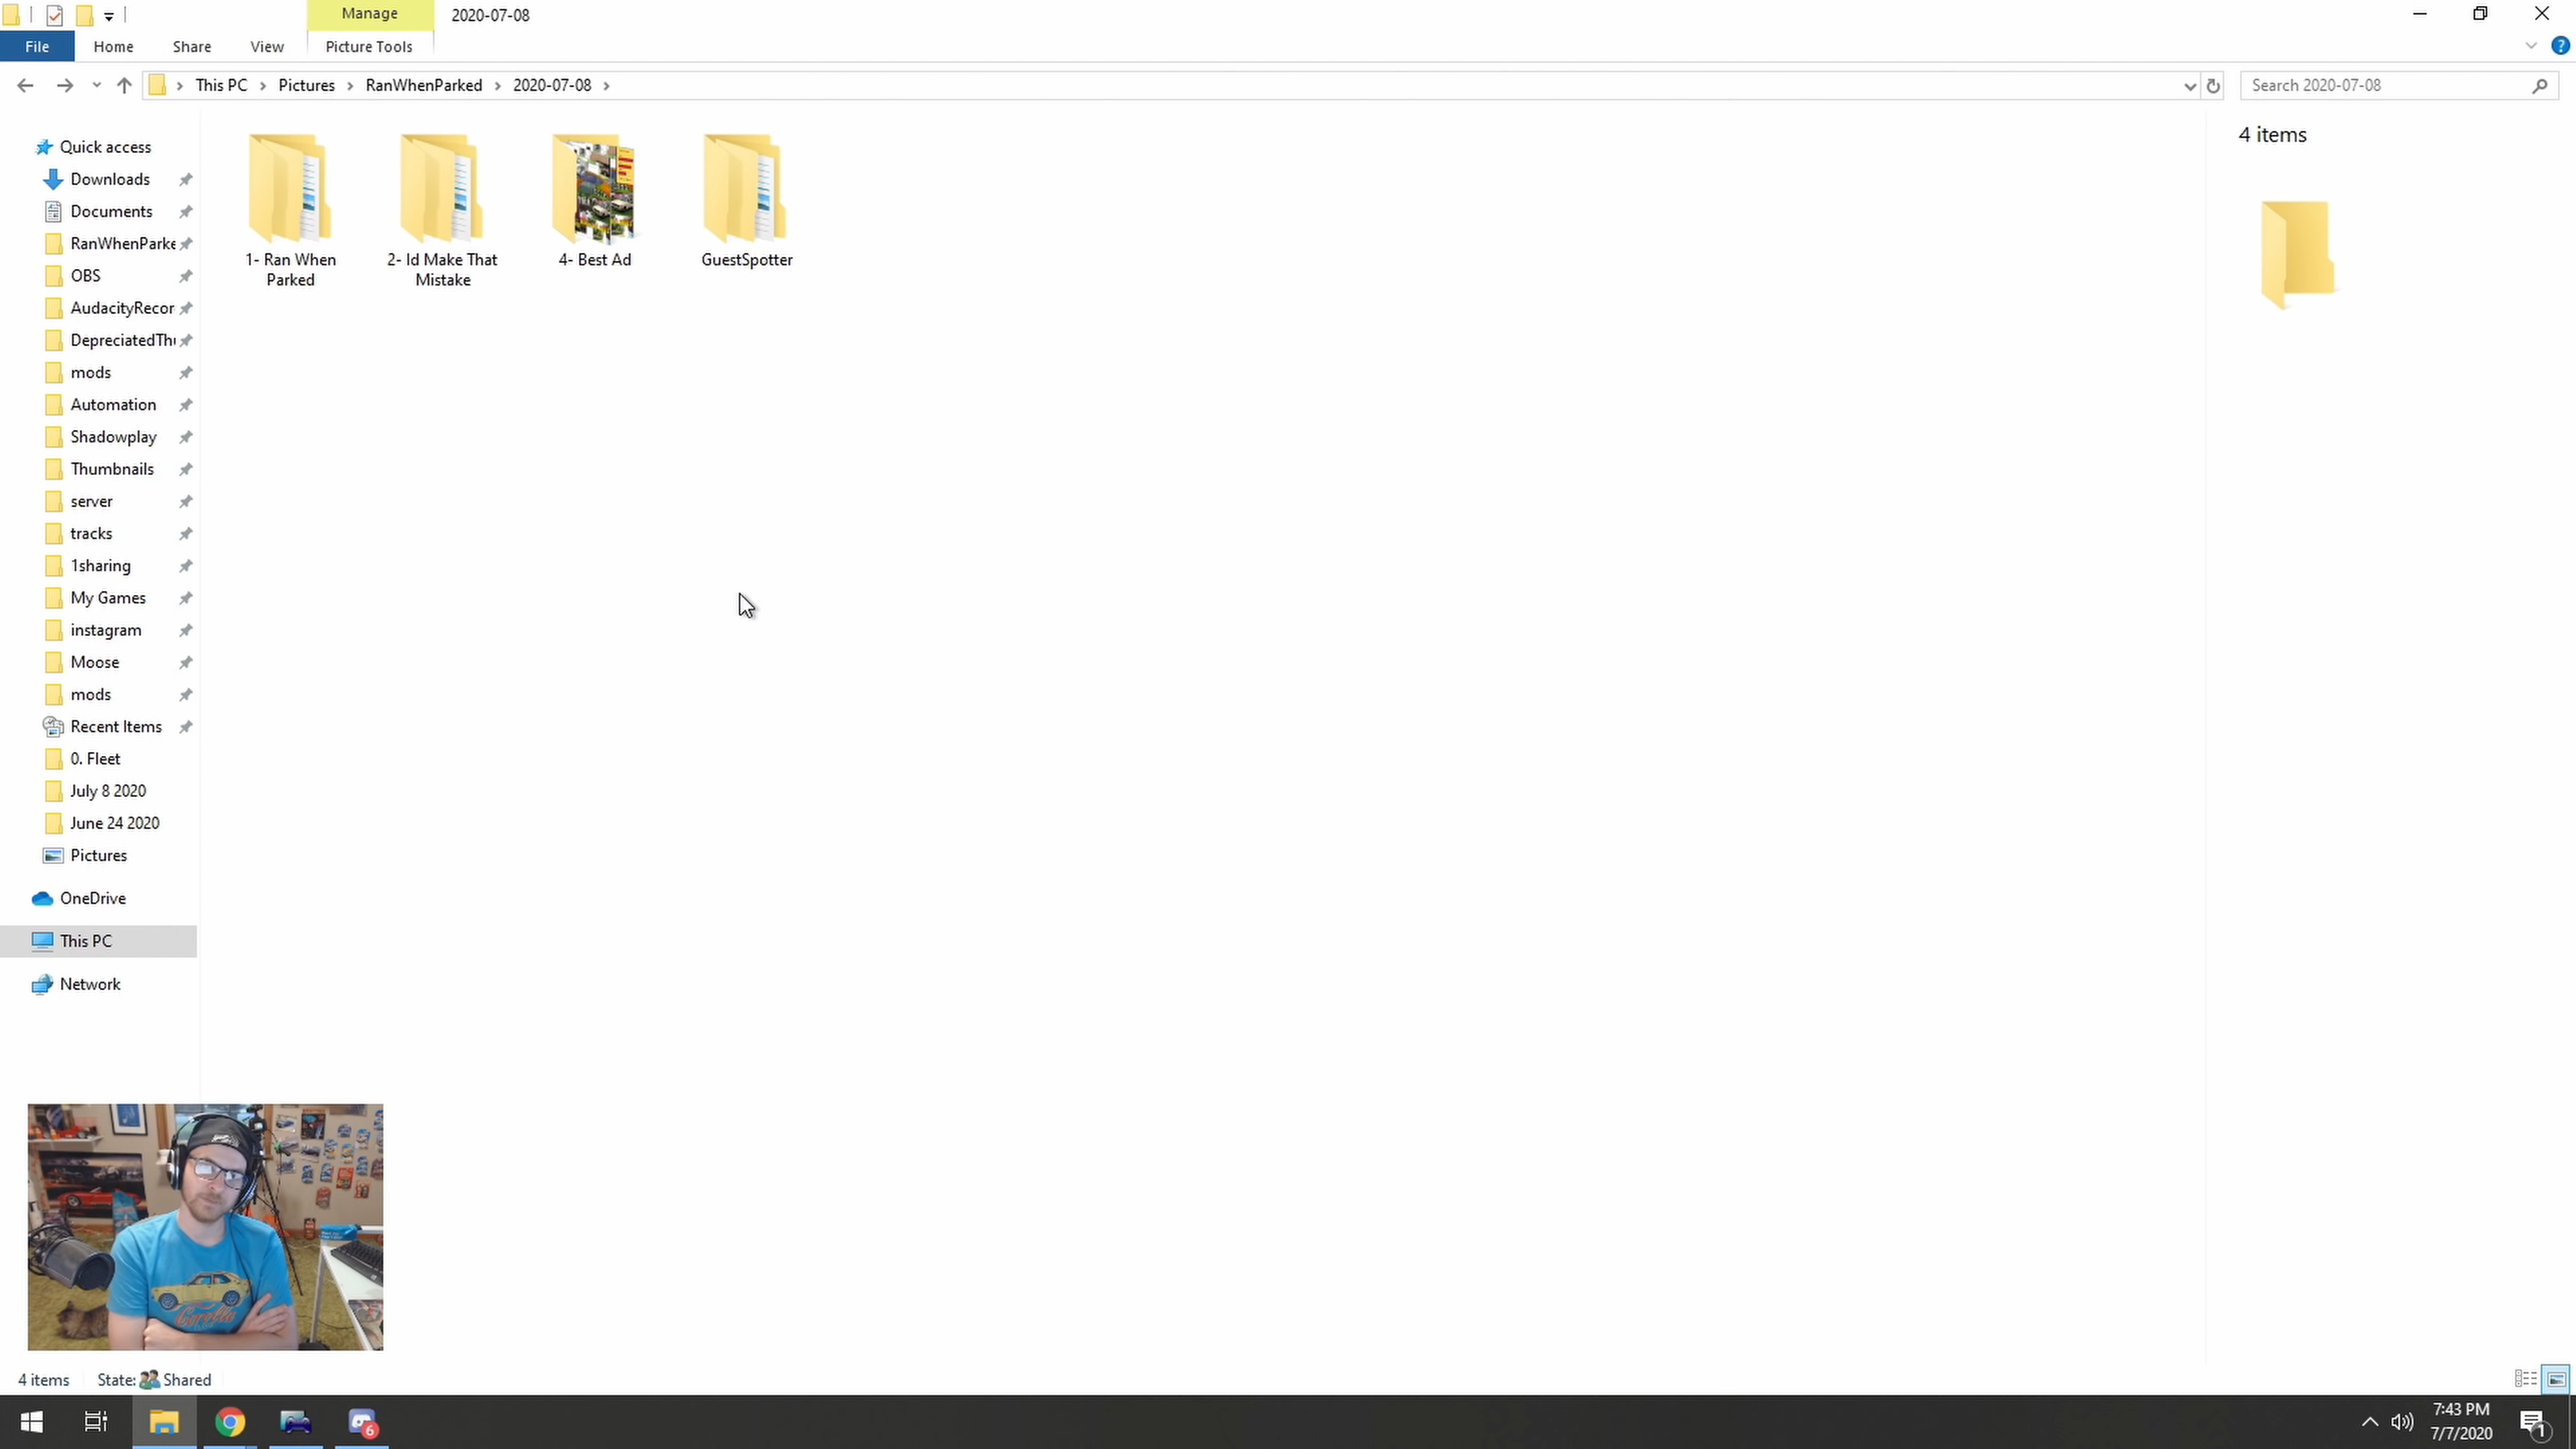 Manage
2020-07-08
File
Home
Share
View
Picture Tools
This PC
Pictures
RanWhenParked
2020-07-08
Search 2020-07-08
4 items
Quick access
Downloads
Documents
RanWhenParke
OBS
AudacityRecor
DepreciatedTh
mods
Automation
Shadowplay
Thumbnails
server
tracks
1sharing
My Games
instagram
Moose
mods
Recent Items
0. Fleet
July 8 2020
June 24 2020
Pictures
OneDrive
This PC
Network
1- Ran When
Parked
2- Id Make That
Mistake
4- Best Ad
GuestSpotter
Corolla
4 items
State:
Shared
6
7:43 PM
7/7/2020
1